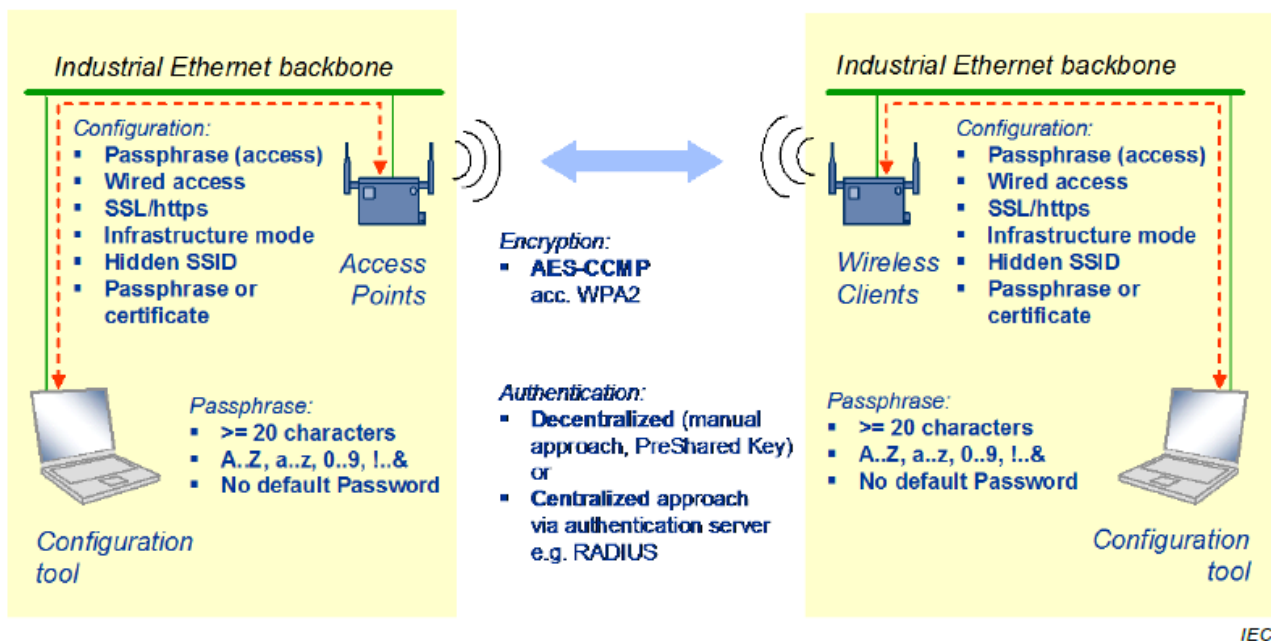 Industrial Ethernet backbone
Configuration:
▪ Passphrase (access)
▪ Wired access
▪ SSL/https
▪ Infrastructure mode
▪ Hidden SSID
▪ Passphrase or
certificate
Access
Points
Passphrase:
▪ >= 20 characters
▪ A..Z, a..z, 0..9, !..&
▪ No default Password
Configuration
tool
Encryption:
▪ AES-CCMP
acc. WPA2
Authentication:
▪ Decentralized (manual
approach, PreShared Key)
or
▪ Centralized approach
via authentication server
e.g. RADIUS
Industrial Ethernet backbone
Configuration:
▪ Passphrase (access)
▪ Wired access
▪ SSL/https
▪ Infrastructure mode
▪ Hidden SSID
▪ Passphrase or
certificate
Wireless
Clients
Passphrase:
▪ >= 20 characters
▪ A..Z, a..z, 0..9, !..&
▪ No default Password
Configuration
tool
IEC